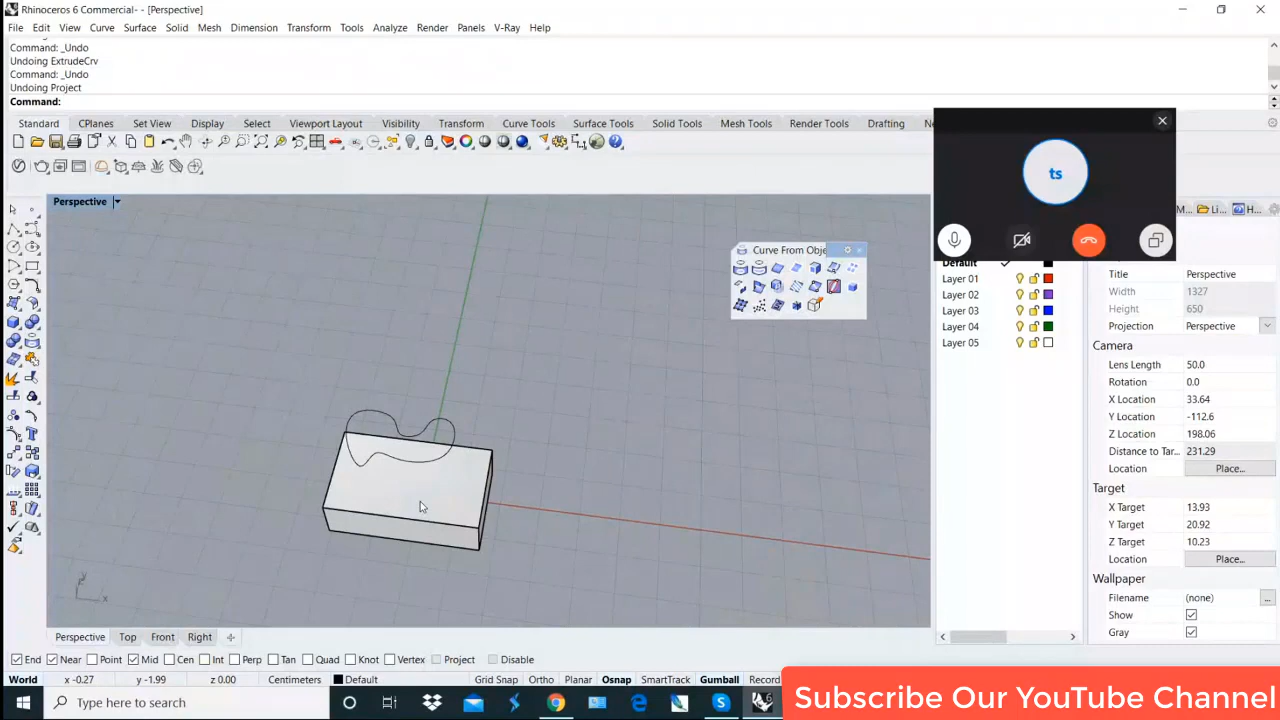 Rhinoceros 6 Commercial- - [Perspective]
File Edit View Curve Surface Solid Mesh Dimension Transform Tools Analyze Render Panels V-Ray Help
Command: _Undo
Undoing ExtrudeCrv
Command: _Undo
Undoing Project
Command:
Standard CPlanes Set View Display Select Viewport Layout Visibility Transform Curve Tools Surface Tools Solid Tools Mesh Tools Render Tools Drafting
ts
Perspective
M... Li... H...
Curve From Obje
Default
Layer 01
Layer 02
Layer 03
Layer 04
Layer 05
Title Perspective
Width 1327
Height 650
Projection Perspective
Camera
Lens Length 50.0
Rotation 0.0
X Location 33.64
Y Location -112.6
Z Location 198.06
Distance to Tar... 231.29
Location Place...
Target
X Target 13.93
Y Target 20.92
Z Target 10.23
Location Place...
Wallpaper
Filename (none) ...
Show
Gray
y
x
Perspective Top Front Right
End Near Point Mid Cen Int Perp Tan Quad Knot Vertex Project Disable
World x -0.27 y -1.99 z 0.00 Centimeters Default Grid Snap Ortho Planar Osnap SmartTrack Gumball Record
Type here to search
Subscribe Our YouTube Channel